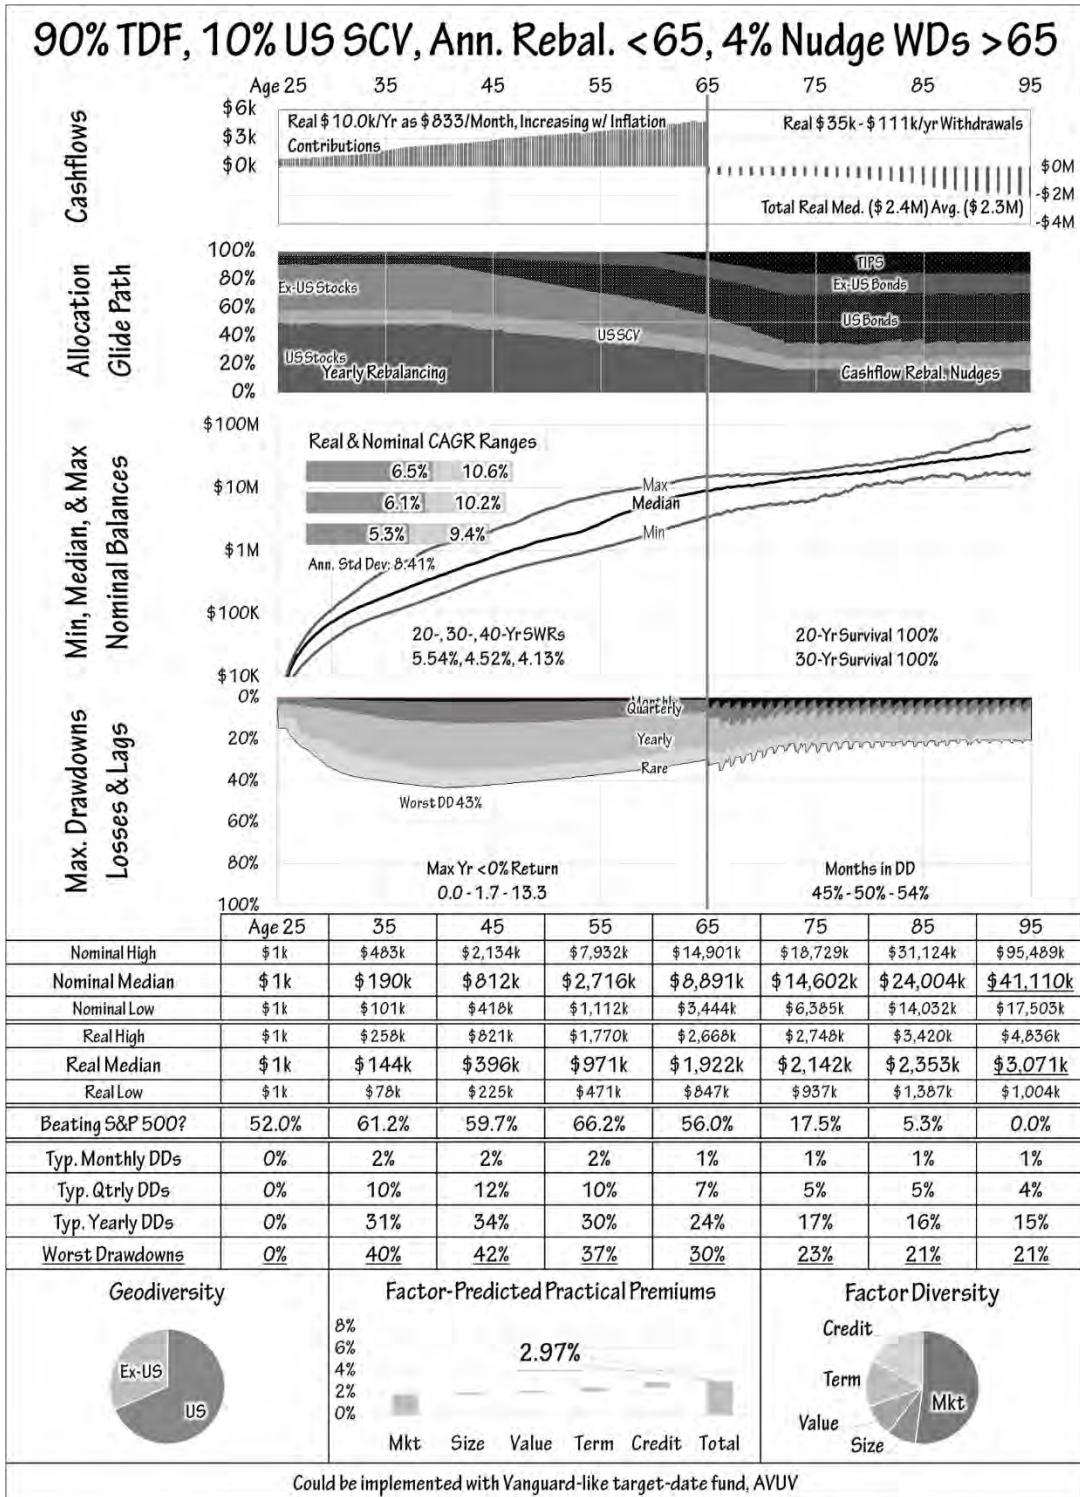 90% TDF, 10% US SCV, Ann. Rebal. <65, 4% Nudge WDs >65
Age 25 35 45 55 65 75 85 95
Cashflows
$6k
$3k
$0k
Real $10.0k/Yr as $833/Month, Increasing w/ Inflation
Contributions
Real $35k - $111k/yr Withdrawals
Total Real Med. ($2.4M) Avg. ($2.3M)
$0M
-$2M
-$4M
Allocation
Glide Path
100%
80%
60%
40%
20%
0%
Ex-US Stocks
US Stocks
Yearly Rebalancing
US SCV
TIPS
Ex-US Bonds
US Bonds
Cashflow Rebal. Nudges
Min, Median, & Max
Nominal Balances
$100M
$10M
$1M
$100K
$10K
Real & Nominal CAGR Ranges
6.5% 10.6%
6.1% 10.2%
5.3% 9.4%
Ann. Std Dev: 8.41%
Max
Median
Min
20-, 30-, 40-Yr SWRs
5.54%, 4.52%, 4.13%
20-Yr Survival 100%
30-Yr Survival 100%
Max. Drawdowns
Losses & Lags
0%
20%
40%
60%
80%
100%
Monthly
Quarterly
Yearly
Rare
Worst DD 43%
Max Yr <0% Return
0.0 - 1.7 - 13.3
Months in DD
45% - 50% - 54%
Age 25 35 45 55 65 75 85 95
Nominal High $1k $483k $2,134k $7,932k $14,901k $18,729k $31,124k $95,489k
Nominal Median $1k $190k $812k $2,716k $8,891k $14,602k $24,004k $41,110k
Nominal Low $1k $101k $418k $1,112k $3,444k $6,385k $14,032k $17,503k
Real High $1k $258k $821k $1,770k $2,668k $2,748k $3,420k $4,836k
Real Median $1k $144k $396k $971k $1,922k $2,142k $2,353k $3,071k
Real Low $1k $78k $225k $471k $847k $937k $1,387k $1,004k
Beating S&P 500? 52.0% 61.2% 59.7% 66.2% 56.0% 17.5% 5.3% 0.0%
Typ. Monthly DDs 0% 2% 2% 2% 1% 1% 1% 1%
Typ. Qtrly DDs 0% 10% 12% 10% 7% 5% 5% 4%
Typ. Yearly DDs 0% 31% 34% 30% 24% 17% 16% 15%
Worst Drawdowns 0% 40% 42% 37% 30% 23% 21% 21%
Geodiversity
Ex-US
US
Factor-Predicted Practical Premiums
8%
6%
4%
2%
0%
2.97%
Mkt Size Value Term Credit Total
Factor Diversity
Credit
Term
Value
Size
Mkt
Could be implemented with Vanguard-like target-date fund, AVUV